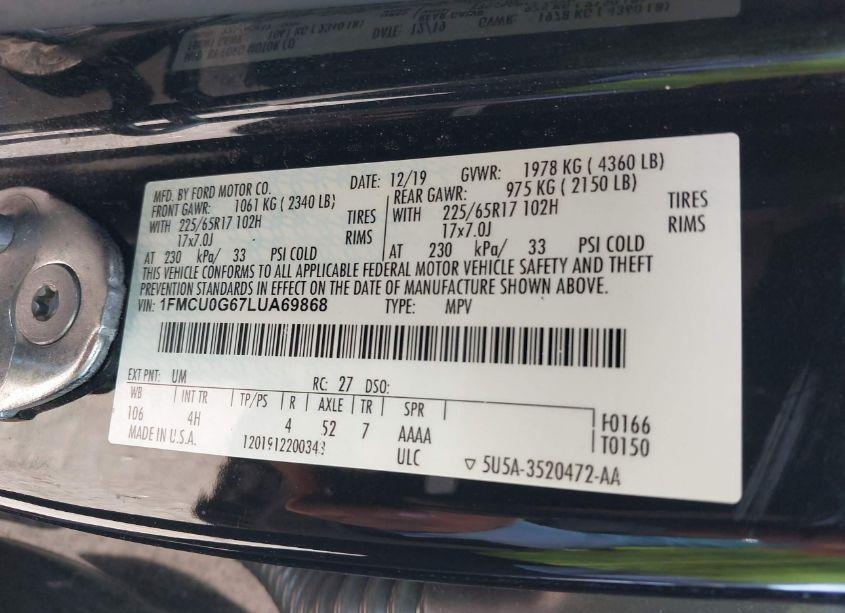 MFD. BY FORD MOTOR CO. DATE: 12/19 GVWR: 1978 KG ( 4360 LB)
FRONT GAWR: 1061 KG ( 2340 LB) REAR GAWR: 975 KG ( 2150 LB)
WITH 225/65R17 102H TIRES WITH 225/65R17 102H TIRES
17x7.0J RIMS 17x7.0J RIMS
AT 230 kPa/ 33 PSI COLD AT 230 kPa/ 33 PSI COLD
THIS VEHICLE CONFORMS TO ALL APPLICABLE FEDERAL MOTOR VEHICLE SAFETY AND THEFT
PREVENTION STANDARDS IN EFFECT ON THE DATE OF MANUFACTURE SHOWN ABOVE.
VIN: 1FMCU0G67LUA69868 TYPE: MPV
EXT PNT: UM RC: 27 DSO:
WB INT TR TP/PS R AXLE TR SPR
106 4H 4 52 7 AAAA F0166
MADE IN U.S.A. ULC T0150
▽ 5U5A-3520472-AA